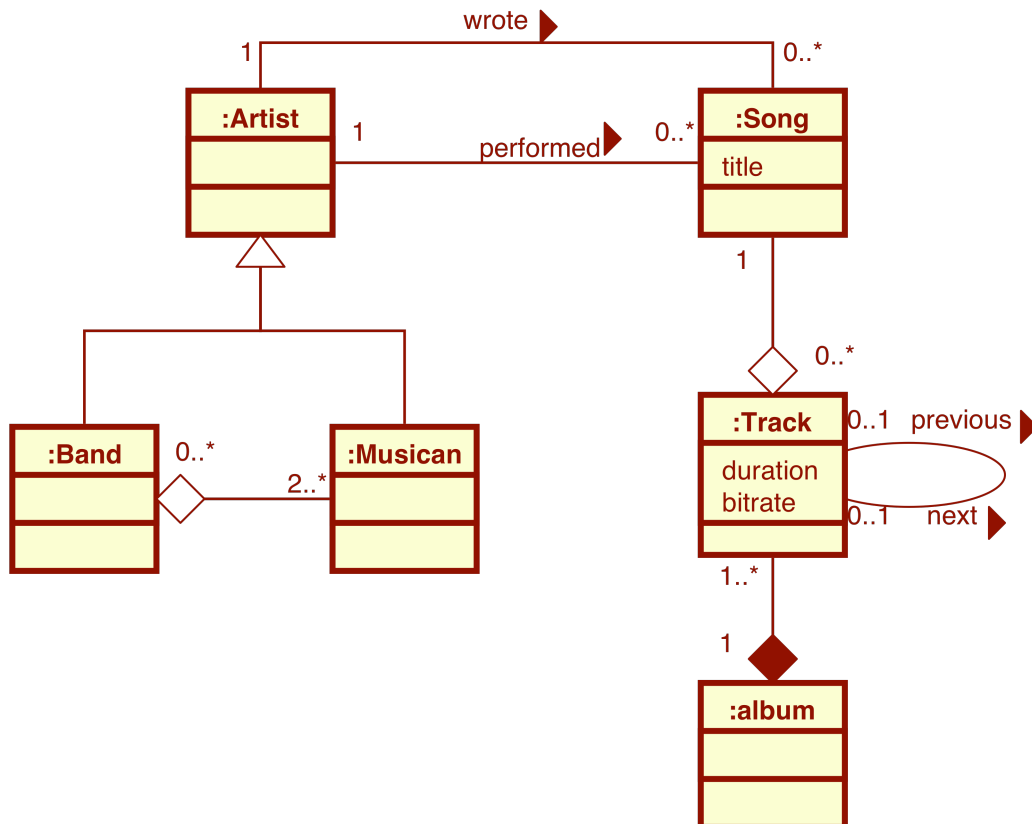 wrote
1
0..*
:Artist
:Song
1
0..*
performed
title
1
0..*
:Band
0..*
:Musican
2..*
:Track
0..1 previous
duration
bitrate
0..1 next
1..*
1
:album